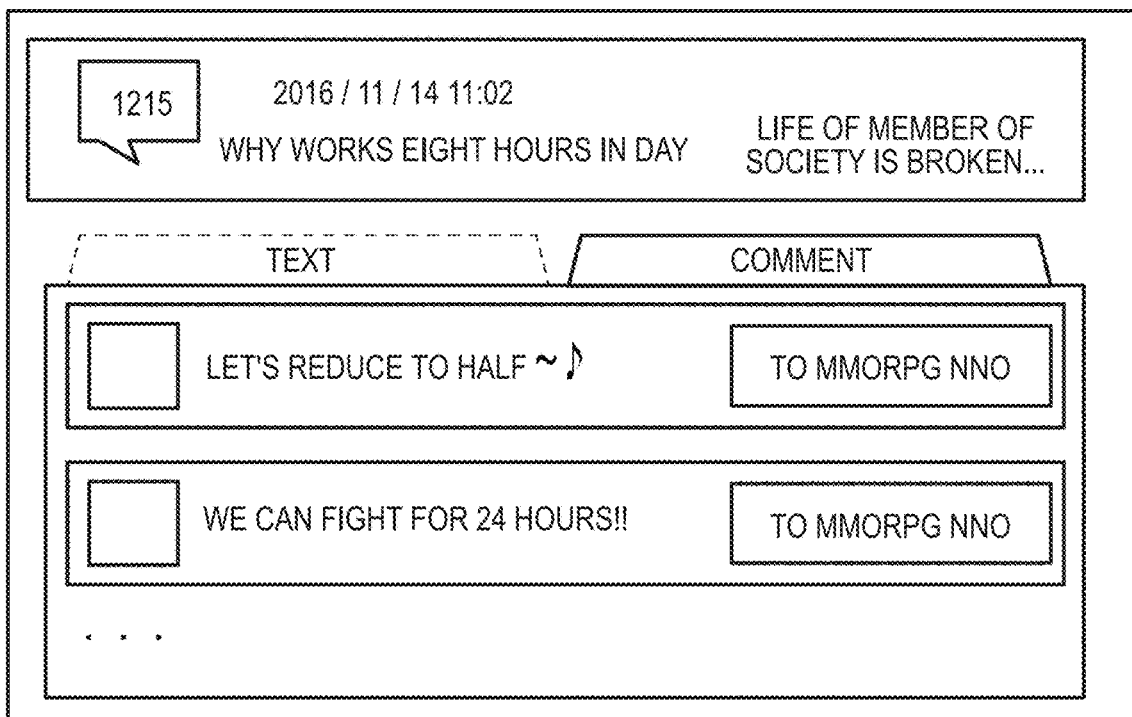 1215
2016 / 11 / 14 11:02
WHY WORKS EIGHT HOURS IN DAY
LIFE OF MEMBER OF
SOCIETY IS BROKEN...
TEXT
COMMENT
LET'S REDUCE TO HALF ~♪
TO MMORPG NNO
WE CAN FIGHT FOR 24 HOURS!!
TO MMORPG NNO
. . .